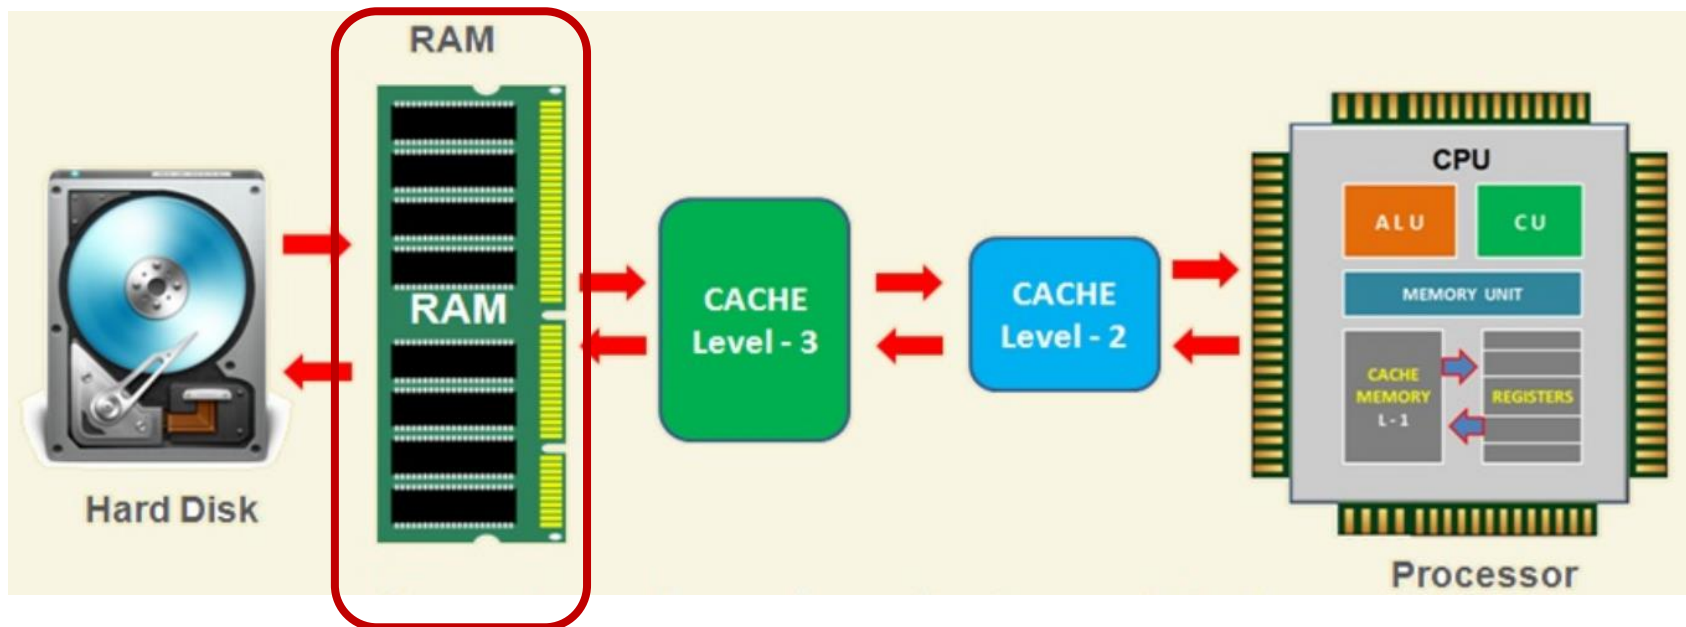 RAM
RAM
Hard Disk
CACHE
Level - 3
CACHE
Level - 2
CPU
ALU
CU
MEMORY UNIT
CACHE
MEMORY
L - 1
REGISTERS
Processor